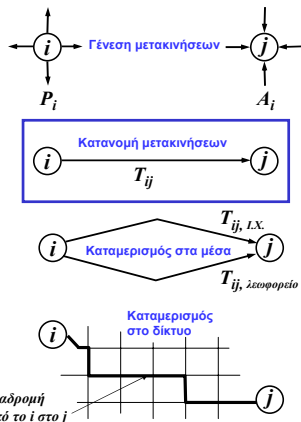 i
Γένεση μετακινήσεων
j
P_i
A_i
Κατανομή μετακινήσεων
i
j
T_ij
T_ij, Ι.Χ.
i
Καταμερισμός στα μέσα
j
T_ij, λεωφορείο
Καταμερισμός
στο δίκτυο
i
j
αδρομή
πό το i στο j